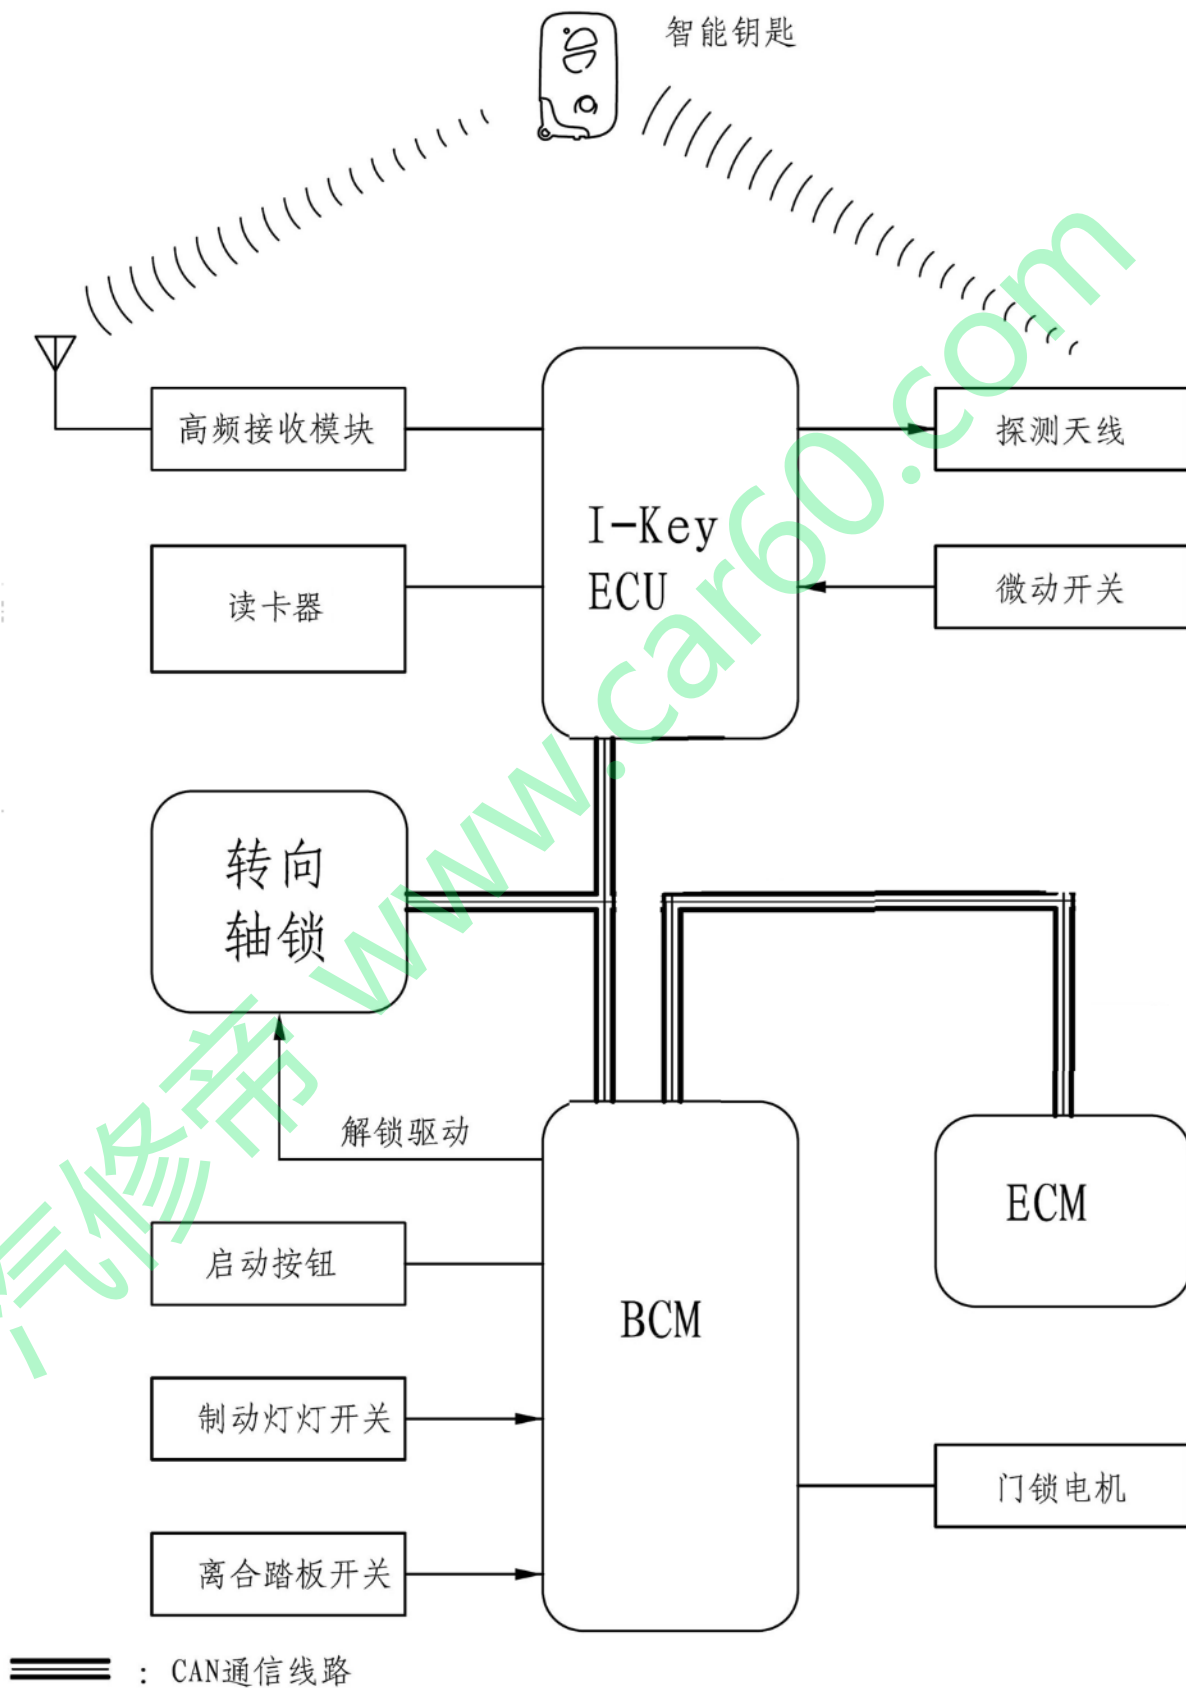 智能钥匙
高频接收模块
探测天线
I-Key
ECU
读卡器
微动开关
转向
轴锁
解锁驱动
ECM
启动按钮
BCM
制动灯灯开关
门锁电机
离合踏板开关
: CAN通信线路
汽修帝 www.car60.com